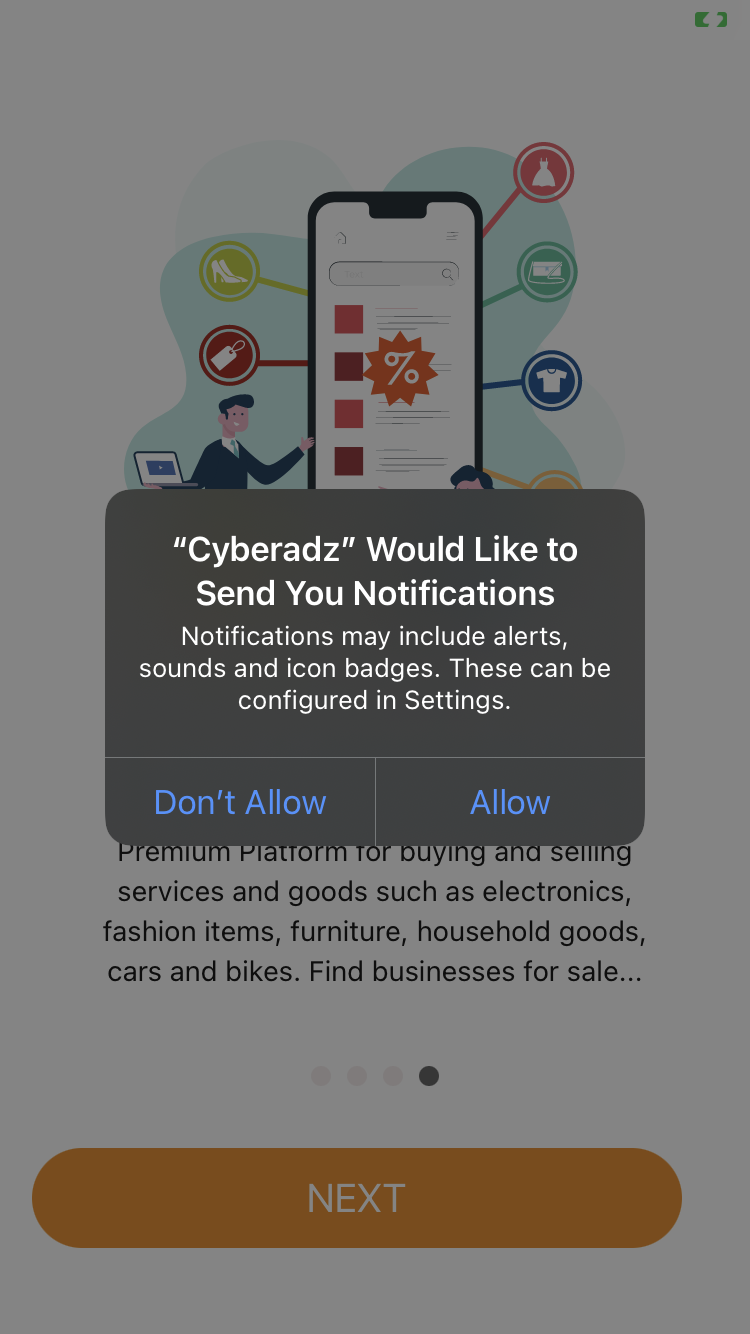 “Cyberadz” Would Like to
Send You Notifications
Notifications may include alerts,
sounds and icon badges. These can be
configured in Settings.
Don’t Allow
Allow
Premium Platform for buying and selling
services and goods such as electronics,
fashion items, furniture, household goods,
cars and bikes. Find businesses for sale...
NEXT